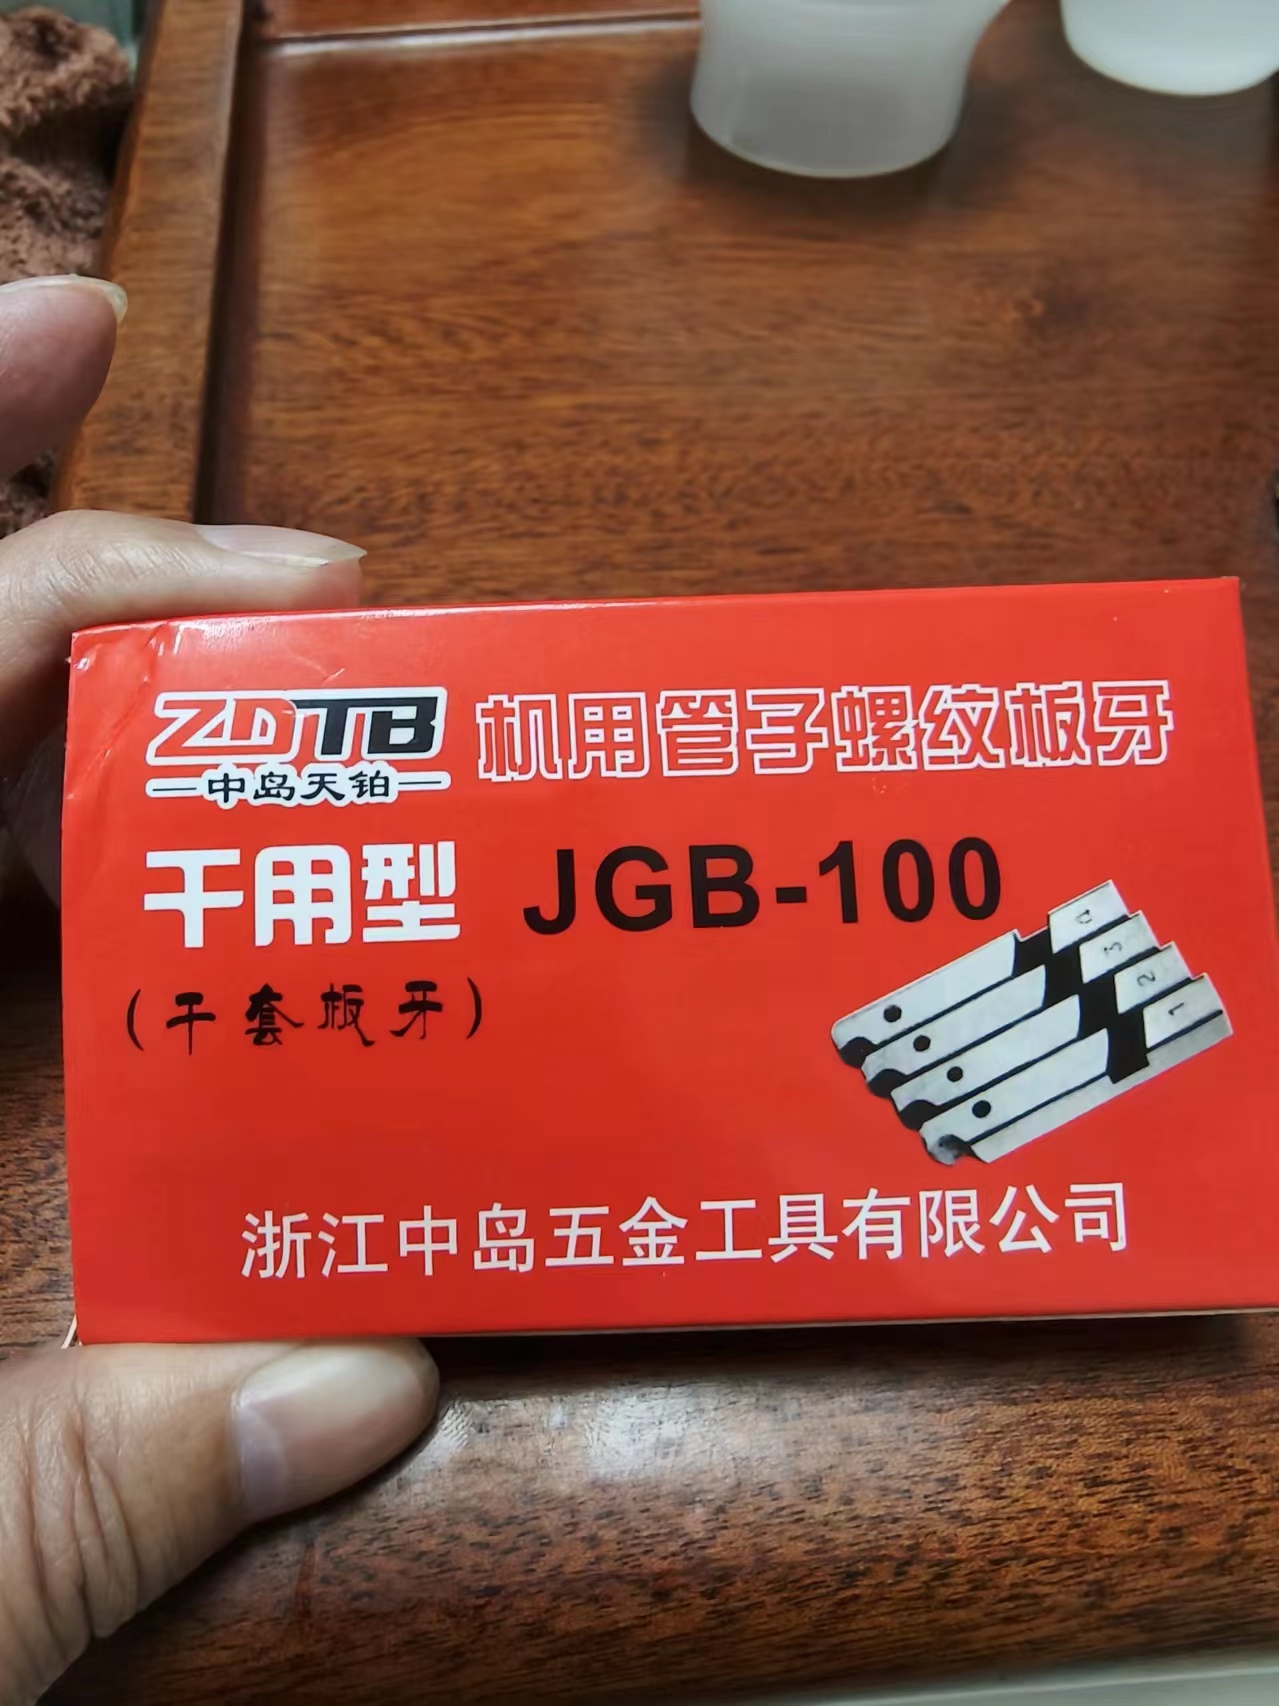 ZDTB 机用管子螺纹板牙
中岛天铂
干用型 JGB-100
(干套板牙)
4
3
2
1
浙江中岛五金工具有限公司